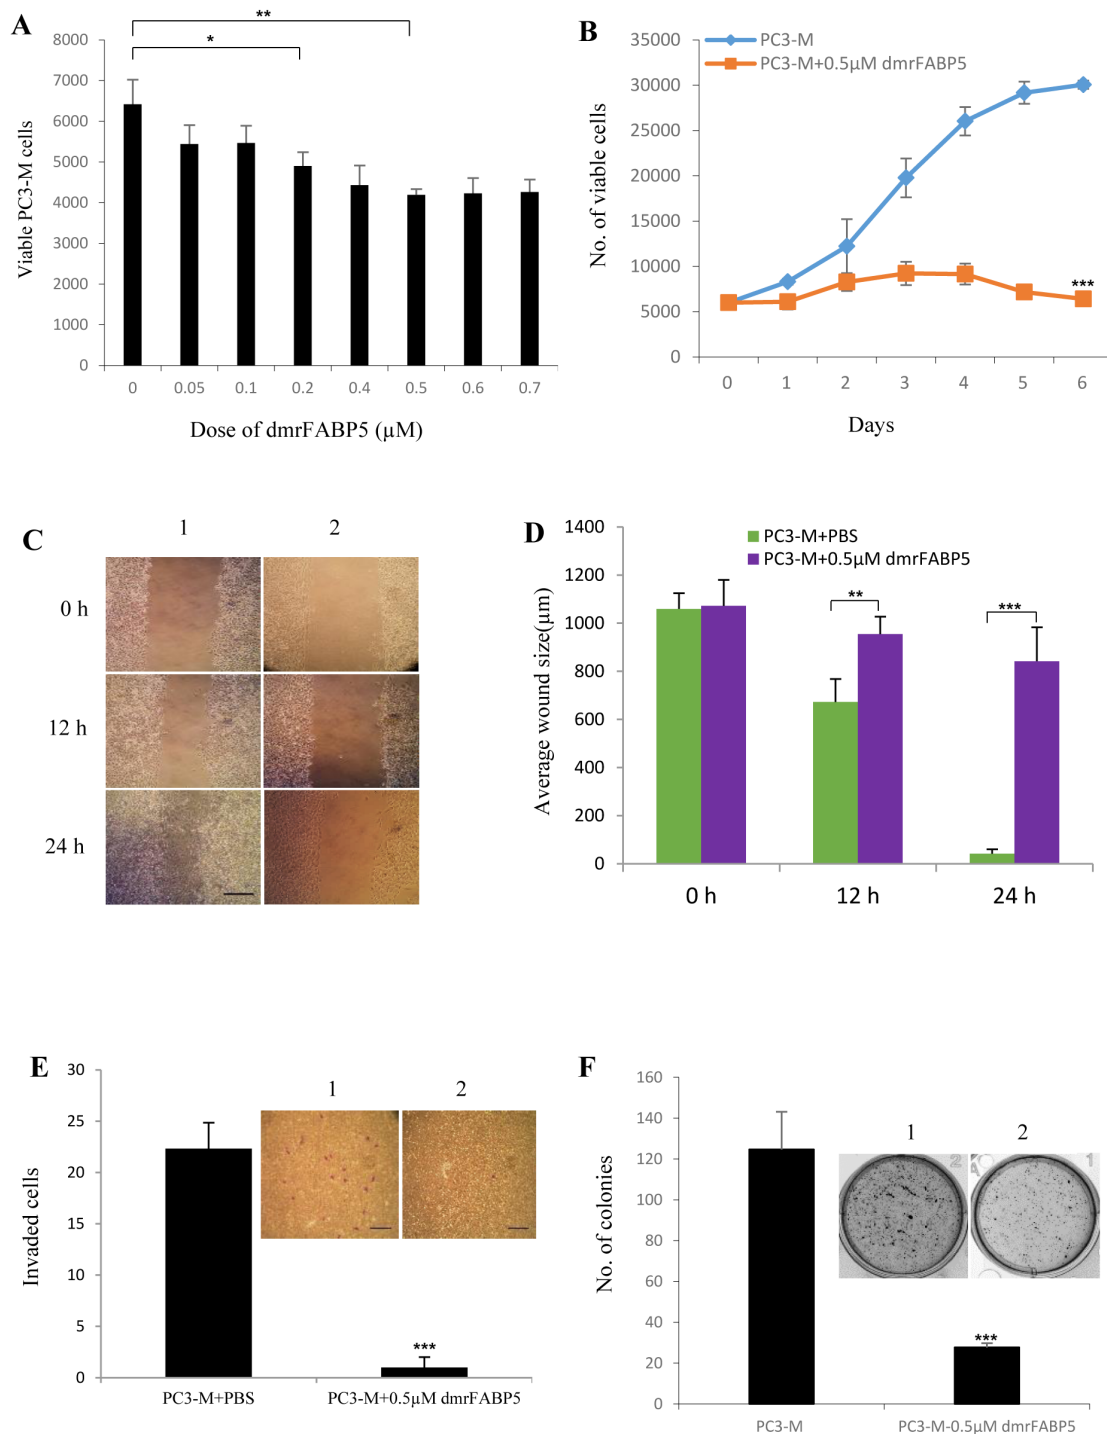 A
**
*
8000
7000
6000
5000
4000
3000
2000
1000
0
Viable PC3-M cells
0 0.05 0.1 0.2 0.4 0.5 0.6 0.7
Dose of dmrFABP5 (µM)
B
PC3-M
PC3-M+0.5µM dmrFABP5
35000
30000
25000
20000
15000
10000
5000
0
No. of viable cells
***
0 1 2 3 4 5 6
Days
C
1 2
0 h
12 h
24 h
D
PC3-M+PBS
PC3-M+0.5µM dmrFABP5
1400
1200
1000
800
600
400
200
0
Average wound size(µm)
**
***
0 h 12 h 24 h
E
30
25
20
15
10
5
0
Invaded cells
1 2
***
PC3-M+PBS PC3-M+0.5µM dmrFABP5
F
160
140
120
100
80
60
40
20
0
No. of colonies
1 2
2 1
***
PC3-M PC3-M-0.5µM dmrFABP5